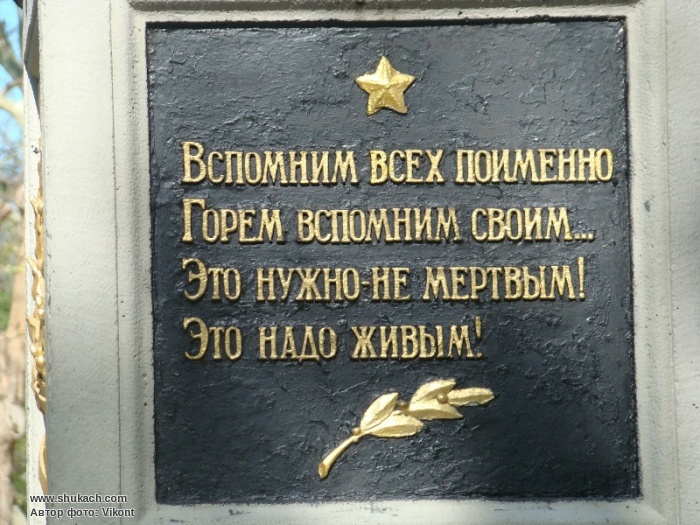 Вспомним всех поименно
Горем вспомним своим...
Это нужно-не мертвым!
Это надо живым!
www.shukach.com
Автор фото: Vikont